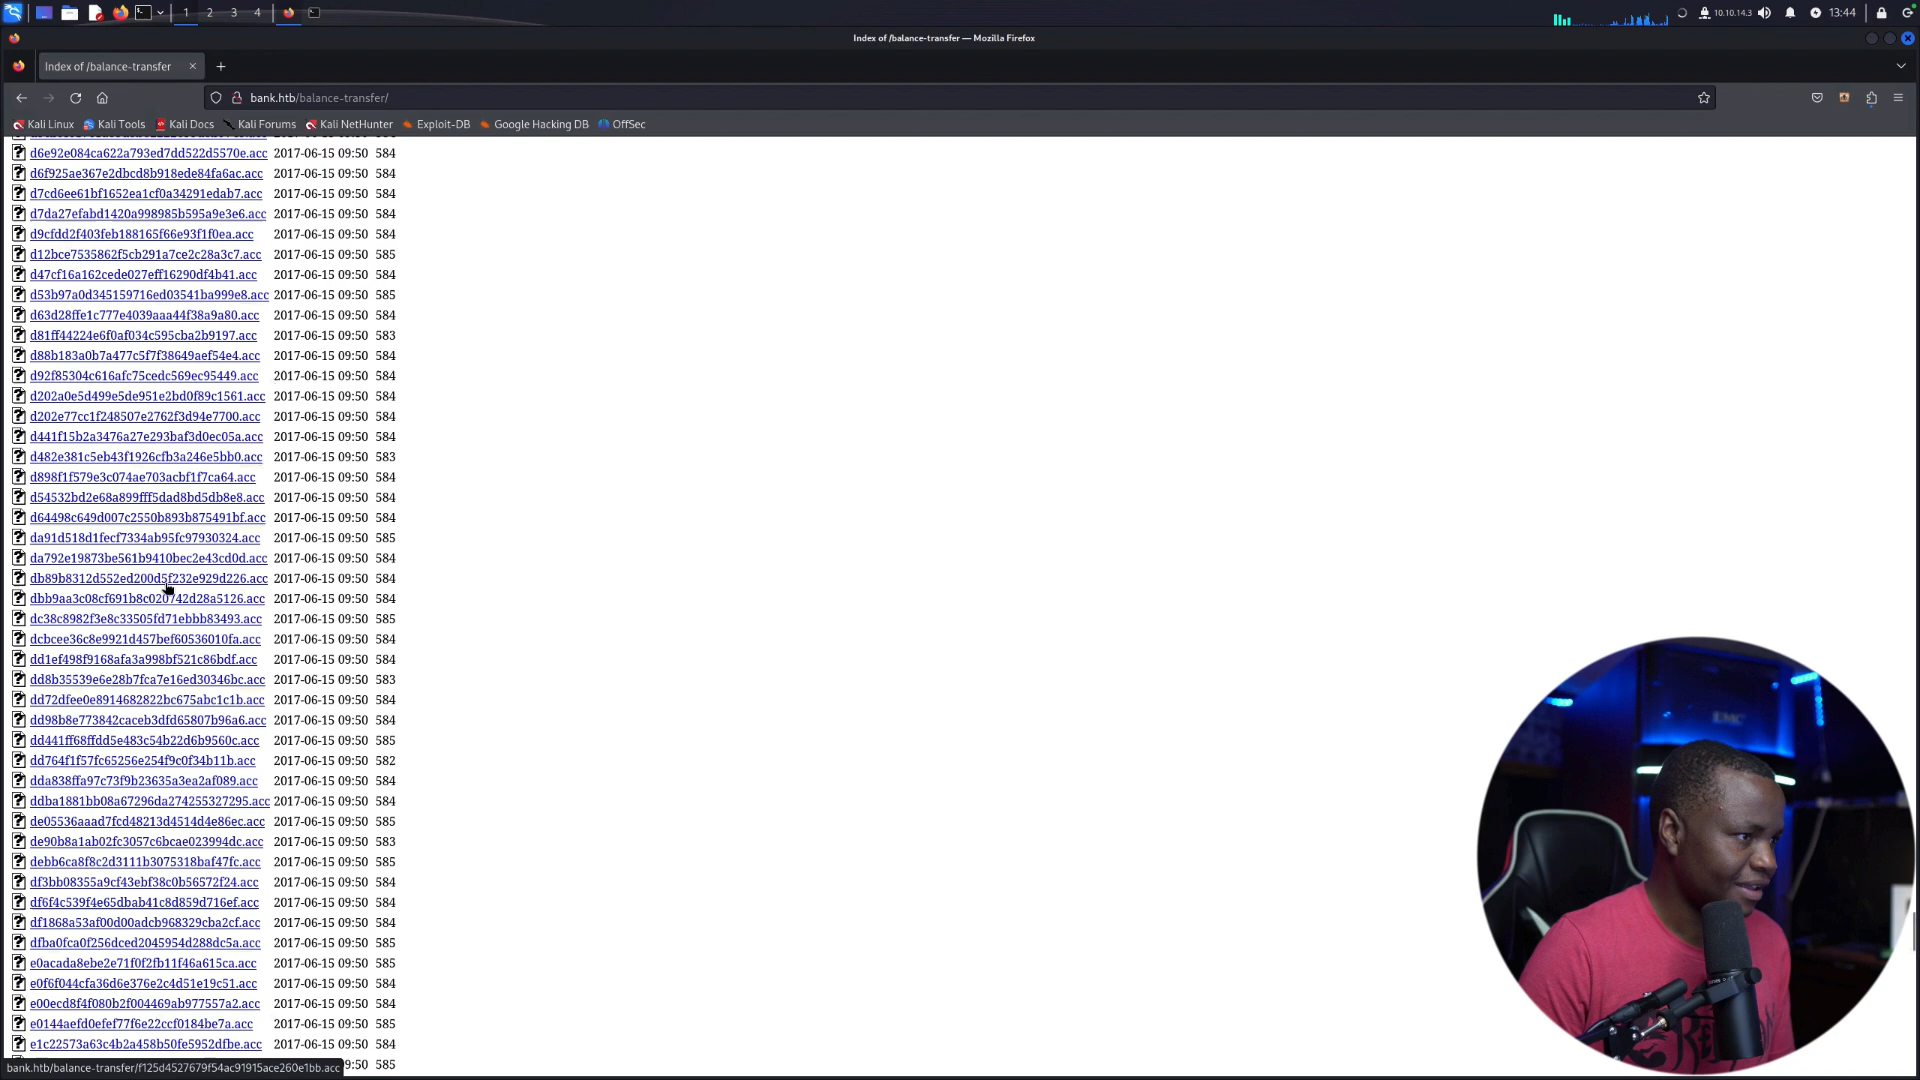 1 2 3 4
10.10.14.3 13:44
Index of /balance-transfer — Mozilla Firefox
Index of /balance-transfer
bank.htb/balance-transfer/
Kali Linux Kali Tools Kali Docs Kali Forums Kali NetHunter Exploit-DB Google Hacking DB OffSec
d6e92e084ca622a793ed7dd522d5570e.acc 2017-06-15 09:50 584
d6f925ae367e2dbcd8b918ede84fa6ac.acc 2017-06-15 09:50 584
d7cd6ee61bf1652ea1cf0a34291edab7.acc 2017-06-15 09:50 584
d7da27efabd1420a998985b595a9e3e6.acc 2017-06-15 09:50 584
d9cfdd2f403feb188165f66e93f1f0ea.acc 2017-06-15 09:50 584
d12bce7535862f5cb291a7ce2c28a3c7.acc 2017-06-15 09:50 585
d47cf16a162cede027eff16290df4b41.acc 2017-06-15 09:50 584
d53b97a0d345159716ed03541ba999e8.acc 2017-06-15 09:50 585
d63d28ffe1c777e4039aaa44f38a9a80.acc 2017-06-15 09:50 584
d81ff44224e6f0af034c595cba2b9197.acc 2017-06-15 09:50 583
d88b183a0b7a477c5f7f38649aef54e4.acc 2017-06-15 09:50 584
d92f85304c616afc75cedc569ec95449.acc 2017-06-15 09:50 584
d202a0e5d499e5de951e2bd0f89c1561.acc 2017-06-15 09:50 584
d202e77cc1f248507e2762f3d94e7700.acc 2017-06-15 09:50 584
d441f15b2a3476a27e293baf3d0ec05a.acc 2017-06-15 09:50 584
d482e381c5eb43f1926cfb3a246e5bb0.acc 2017-06-15 09:50 583
d898f1f579e3c074ae703acbf1f7ca64.acc 2017-06-15 09:50 584
d54532bd2e68a899fff5dad8bd5db8e8.acc 2017-06-15 09:50 584
d64498c649d007c2550b893b875491bf.acc 2017-06-15 09:50 584
da91d518d1fecf7334ab95fc97930324.acc 2017-06-15 09:50 585
da792e19873be561b9410bec2e43cd0d.acc 2017-06-15 09:50 584
db89b8312d552ed200d5f232e929d226.acc 2017-06-15 09:50 584
dbb9aa3c08cf691b8c020742d28a5126.acc 2017-06-15 09:50 584
dc38c8982f3e8c33505fd71ebbb83493.acc 2017-06-15 09:50 585
dcbcee36c8e9921d457bef60536010fa.acc 2017-06-15 09:50 584
dd1ef498f9168afa3a998bf521c86bdf.acc 2017-06-15 09:50 584
dd8b35539e6e28b7fca7e16ed30346bc.acc 2017-06-15 09:50 583
dd72dfee0e8914682822bc675abc1c1b.acc 2017-06-15 09:50 584
dd98b8e773842caceb3dfd65807b96a6.acc 2017-06-15 09:50 584
dd441ff68ffdd5e483c54b22d6b9560c.acc 2017-06-15 09:50 585
dd764f1f57fc65256e254f9c0f34b11b.acc 2017-06-15 09:50 582
dda838ffa97c73f9b23635a3ea2af089.acc 2017-06-15 09:50 584
ddba1881bb08a67296da274255327295.acc 2017-06-15 09:50 584
de05536aaad7fcd48213d4514d4e86ec.acc 2017-06-15 09:50 585
de90b8a1ab02fc3057c6bcae023994dc.acc 2017-06-15 09:50 583
debb6ca8f8c2d3111b3075318baf47fc.acc 2017-06-15 09:50 585
df3bb08355a9cf43ebf38c0b56572f24.acc 2017-06-15 09:50 584
df6f4c539f4e65dbab41c8d859d716ef.acc 2017-06-15 09:50 584
df1868a53af00d00adcb968329cba2cf.acc 2017-06-15 09:50 584
dfba0fca0f256dced2045954d288dc5a.acc 2017-06-15 09:50 585
e0acada8ebe2e71f0f2fb11f46a615ca.acc 2017-06-15 09:50 585
e0f6f044cfa36d6e376e2c4d51e19c51.acc 2017-06-15 09:50 584
e00ecd8f4f080b2f004469ab977557a2.acc 2017-06-15 09:50 584
e0144aefd0efef77f6e22ccf0184be7a.acc 2017-06-15 09:50 585
e1c22573a63c4b2a458b50fe5952dfbe.acc 2017-06-15 09:50 584
bank.htb/balance-transfer/f125d4527679f54ac91915ace260e1bb.acc 9:50 585
EMC